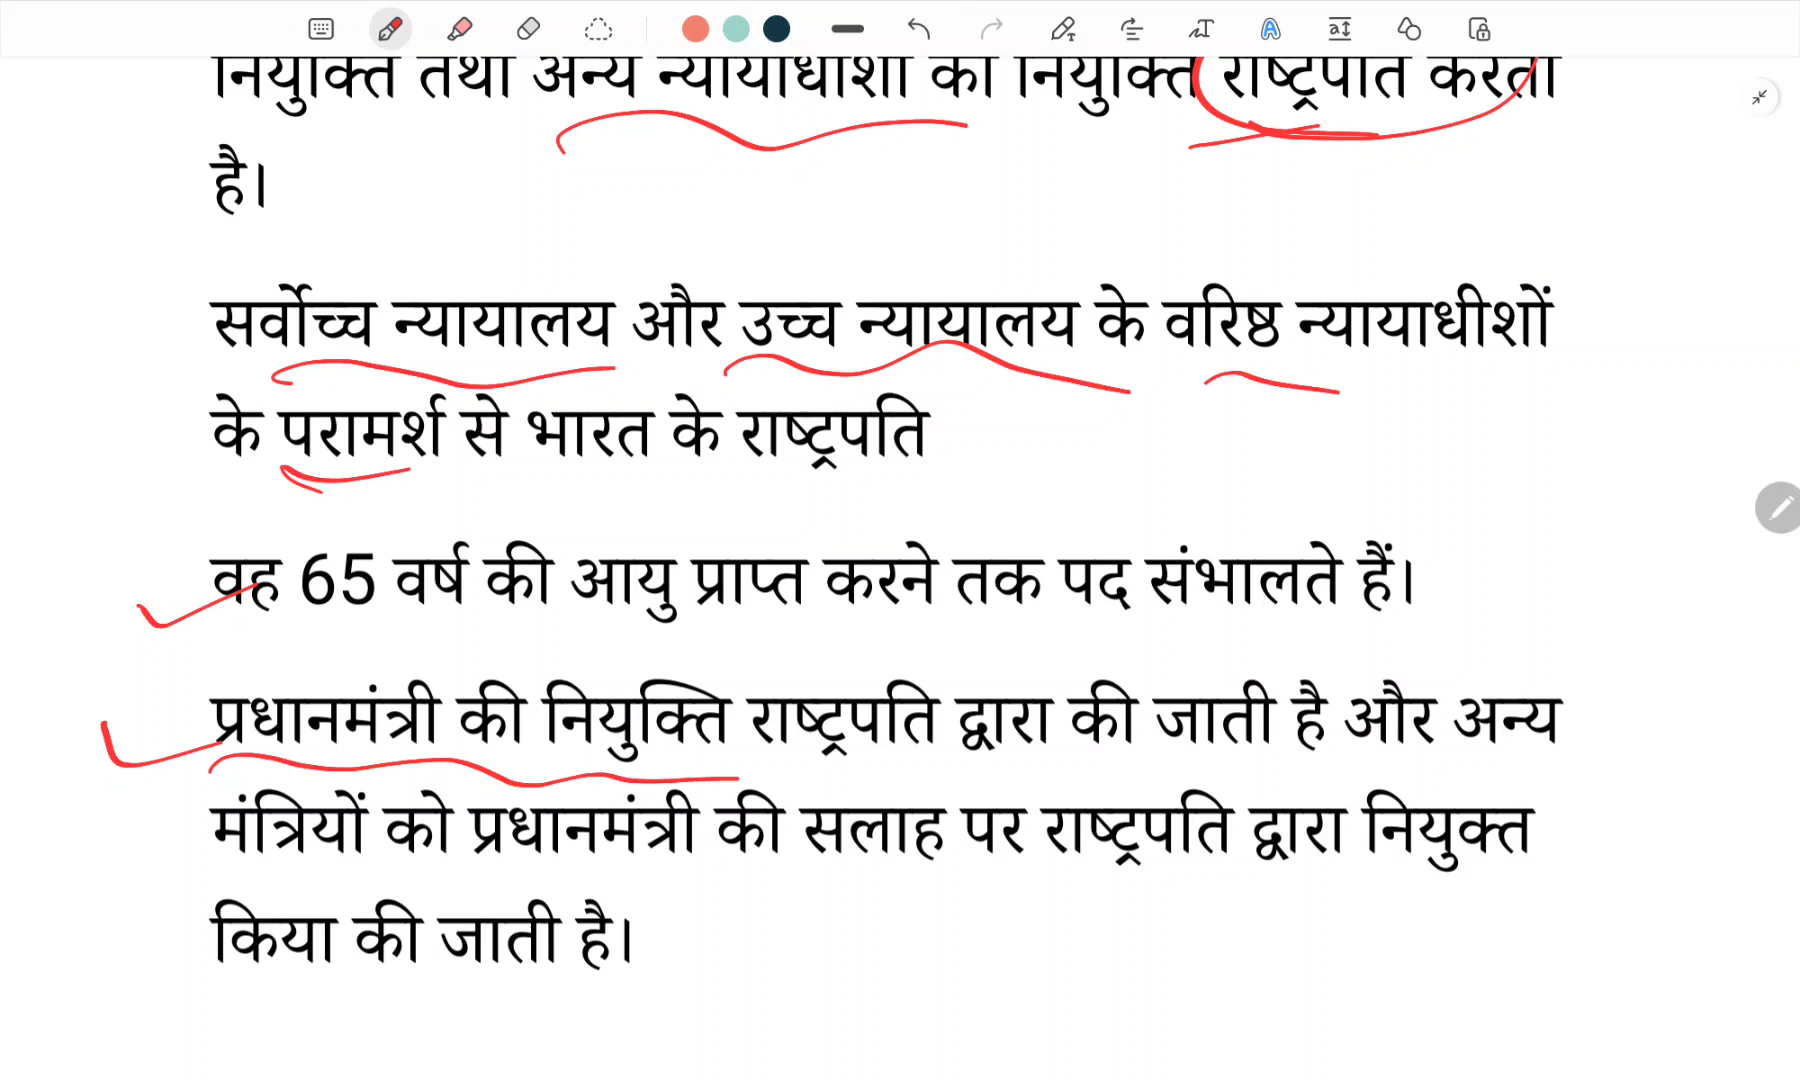 नियुक्ति तथा अन्य न्यायाधीशों की नियुक्ति राष्ट्रपति करता
है।
सर्वोच्च न्यायालय और उच्च न्यायालय के वरिष्ठ न्यायाधीशों
के परामर्श से भारत के राष्ट्रपति
वह 65 वर्ष की आयु प्राप्त करने तक पद संभालते हैं।
प्रधानमंत्री की नियुक्ति राष्ट्रपति द्वारा की जाती है और अन्य
मंत्रियों को प्रधानमंत्री की सलाह पर राष्ट्रपति द्वारा नियुक्त
किया की जाती है।